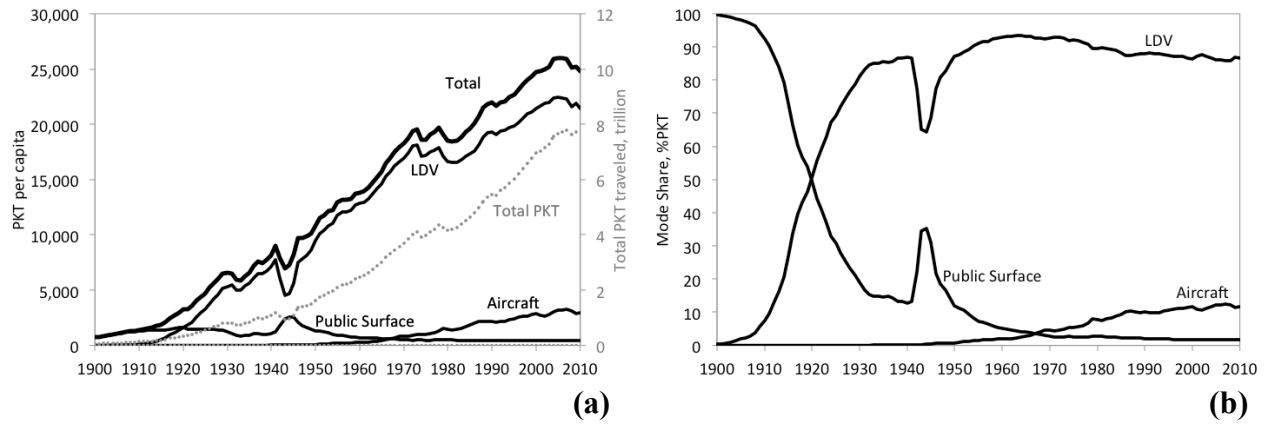 30,000
25,000
20,000
15,000
10,000
5,000
0
PKT per capita
12
10
8
6
4
2
0
Total PKT traveled, trillion
Total
LDV
Total PKT
Aircraft
Public Surface
1900 1910 1920 1930 1940 1950 1960 1970 1980 1990 2000 2010
(a)
100
90
80
70
60
50
40
30
20
10
0
Mode Share, %PKT
LDV
Public Surface
Aircraft
1900 1910 1920 1930 1940 1950 1960 1970 1980 1990 2000 2010
(b)